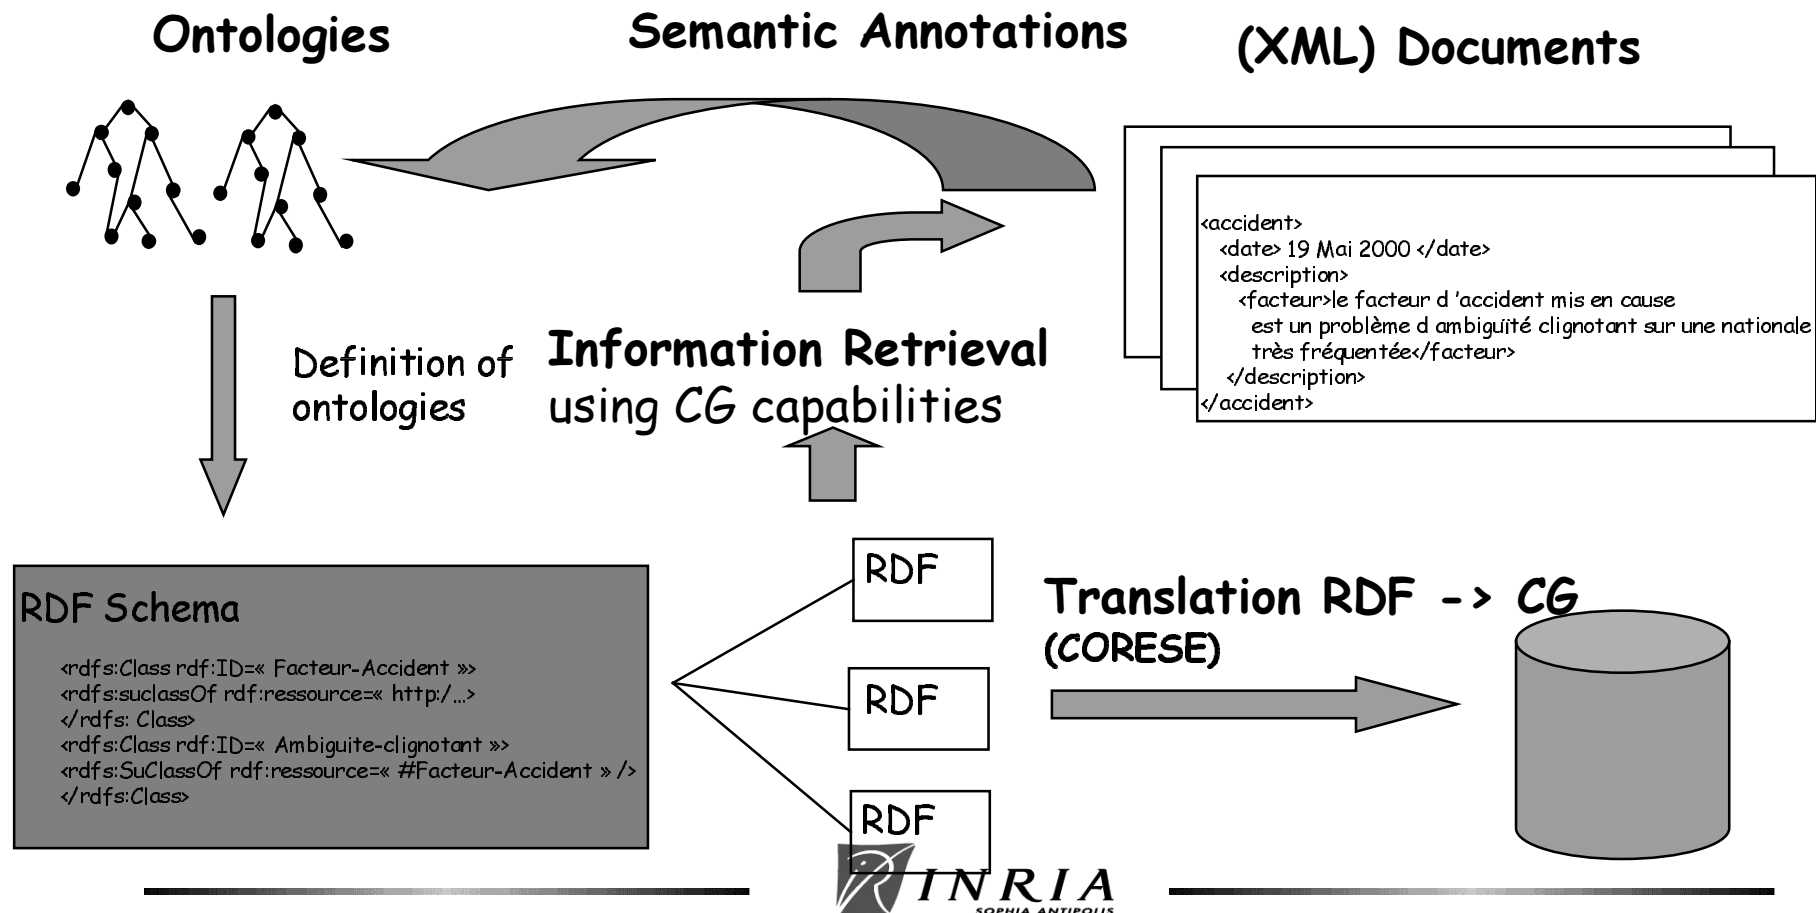 Ontologies
Semantic Annotations
(XML) Documents
<accident>
<date> 19 Mai 2000 </date>
<description>
<facteur>le facteur d 'accident mis en cause
est un problème d ambiguïté clignotant sur une nationale
très fréquentée</facteur>
</description>
</accident>
Definition of
ontologies
Information Retrieval
using CG capabilities
RDF Schema
<rdfs:Class rdf:ID=« Facteur-Accident »>
<rdfs:suclassOf rdf:ressource=« http:/...>
</rdfs: Class>
<rdfs:Class rdf:ID=« Ambiguite-clignotant »>
<rdfs:SuClassOf rdf:ressource=« #Facteur-Accident » />
</rdfs:Class>
RDF
RDF
RDF
Translation RDF -> CG
(CORESE)
INRIA
SOPHIA ANTIPOLIS